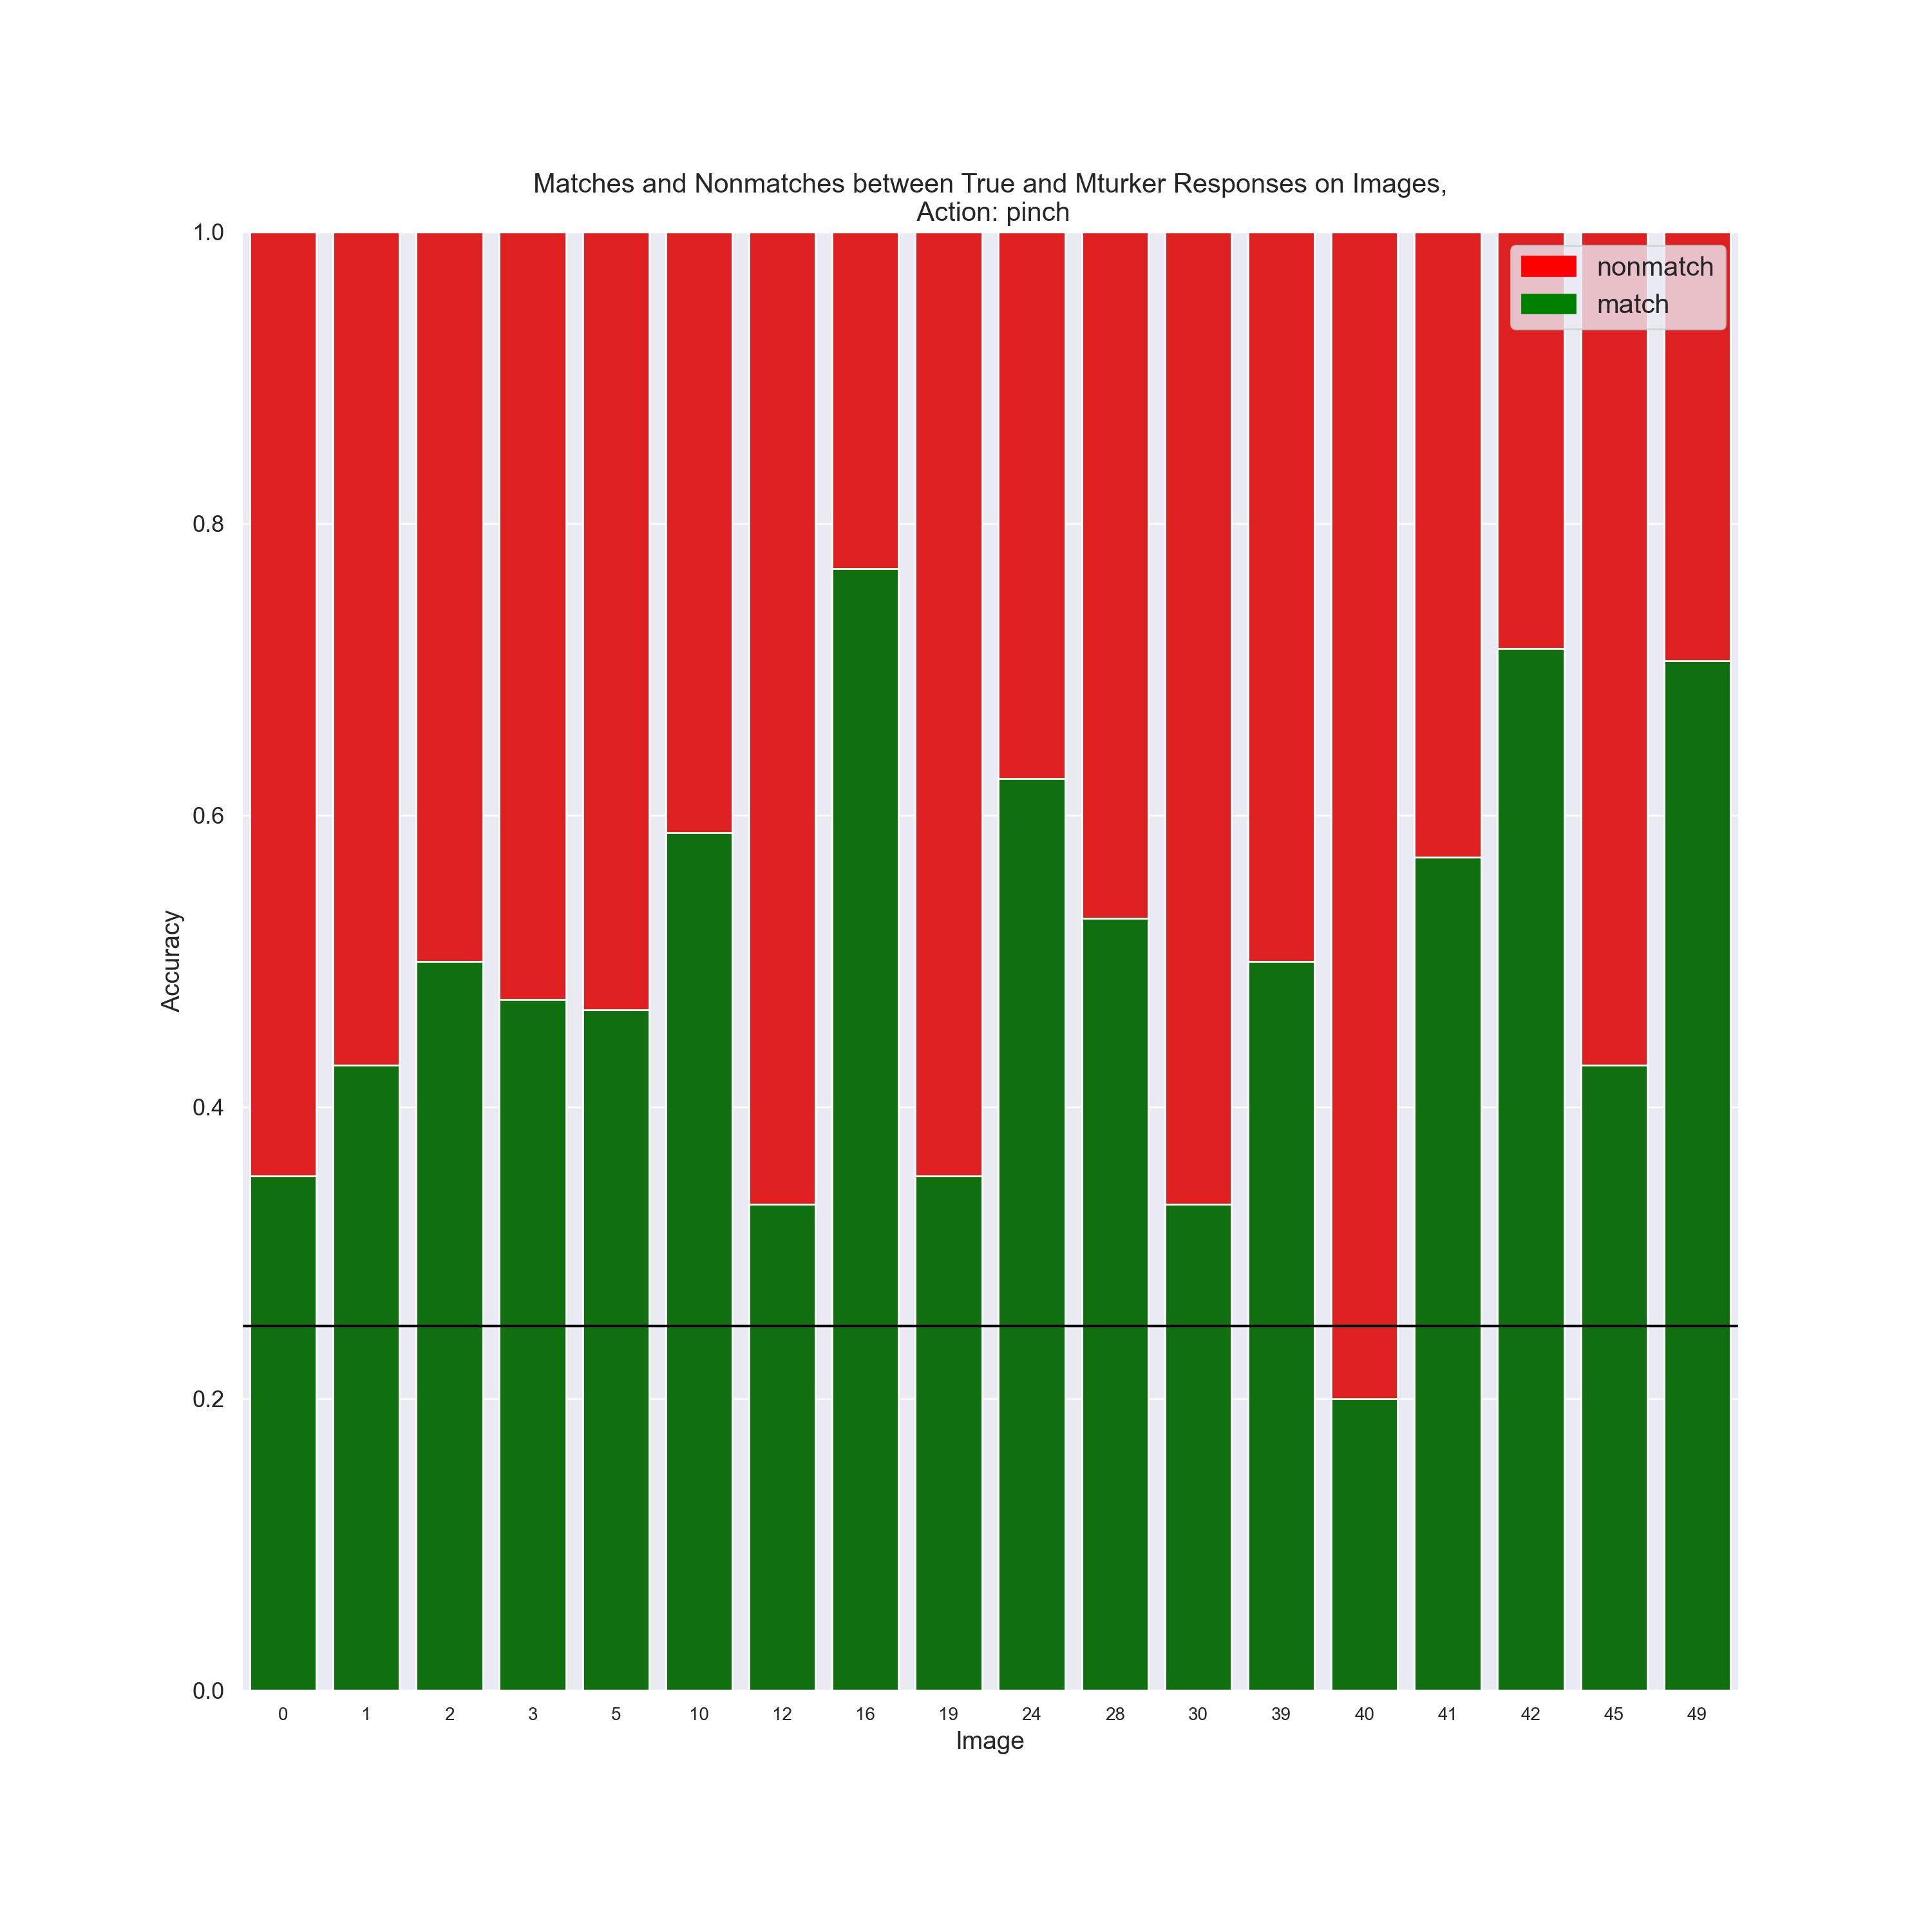 Matches and Nonmatches between True and Mturker Responses on Images,
Action: pinch
1.0
nonmatch
match
0.8
0.6
Accuracy
0.4
0.2
0.0
0 1 2 3 5 10 12 16 19 24 28 30 39 40 41 42 45 49
Image